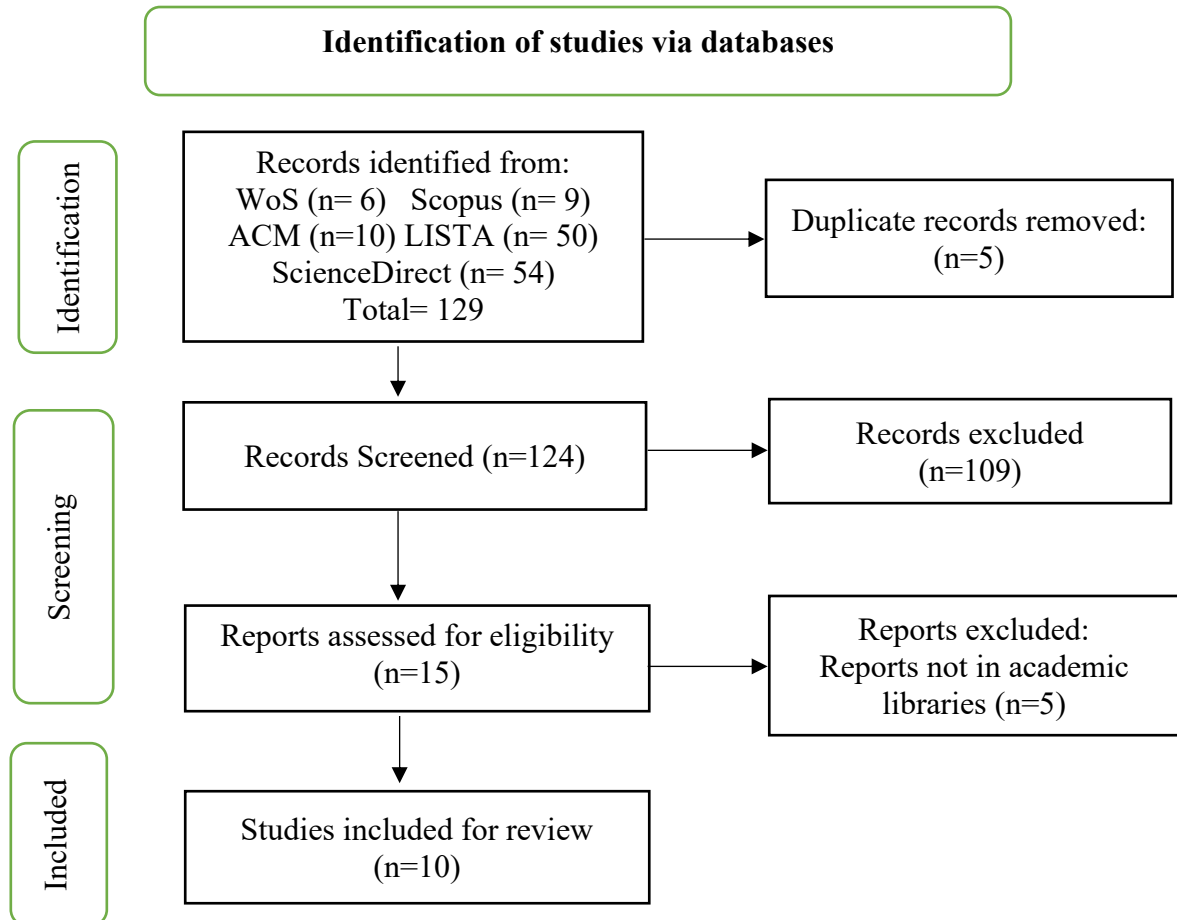 Identification of studies via databases
Identification
Records identified from:
WoS (n= 6) Scopus (n= 9)
ACM (n=10) LISTA (n= 50)
ScienceDirect (n= 54)
Total= 129
Duplicate records removed:
(n=5)
Screening
Records Screened (n=124)
Records excluded
(n=109)
Reports assessed for eligibility
(n=15)
Reports excluded:
Reports not in academic
libraries (n=5)
Included
Studies included for review
(n=10)